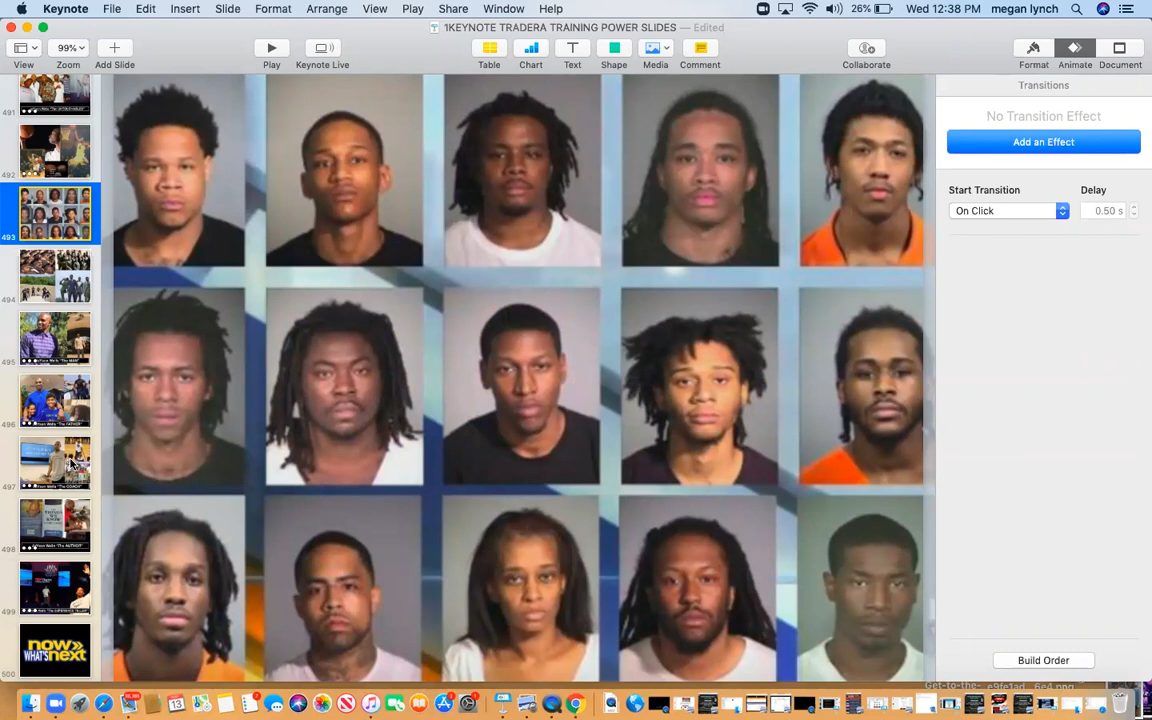 Keynote File Edit Insert Slide Format Arrange View Play Share Window Help
26% Wed 12:38 PM megan lynch
1KEYNOTE TRADERA TRAINING POWER SLIDES — Edited
99%
View Zoom Add Slide Play Keynote Live Table Chart Text Shape Media Comment Collaborate Format Animate Document
Transitions
No Transition Effect
Add an Effect
Start Transition Delay
On Click 0.50 s
Build Order
491
492
493
494
495
496
497
498
499
500
now
WHAT'S next
13